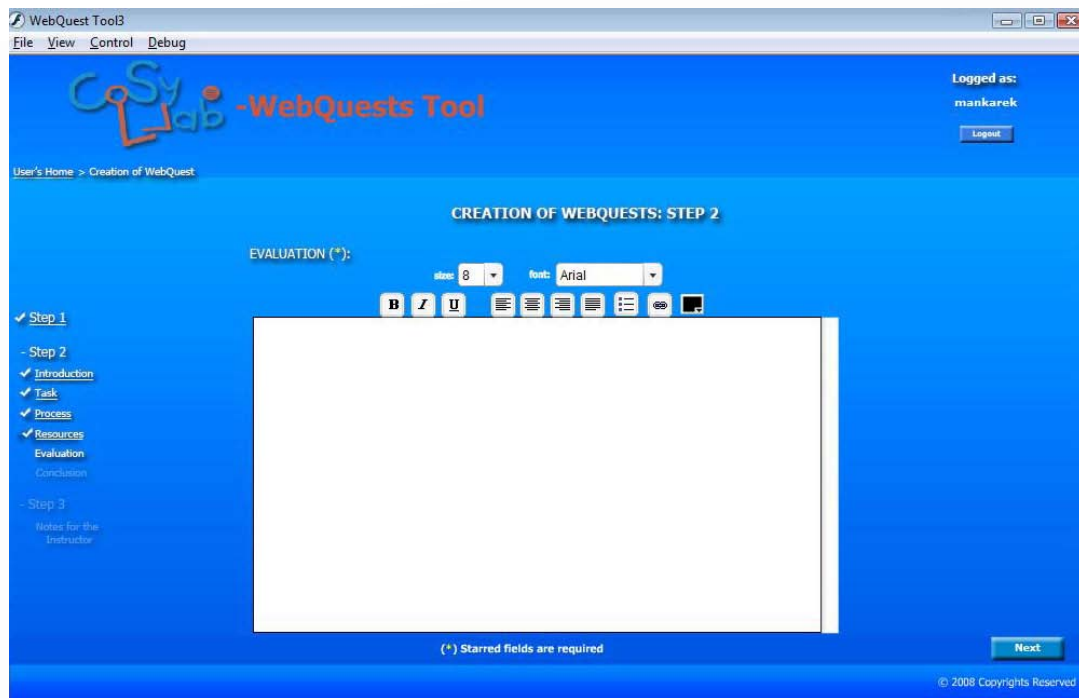 WebQuest Tool3
File View Control Debug
CoSy Lab -WebQuests Tool
Logged as:
mankarek
Logout
User's Home > Creation of WebQuest
CREATION OF WEBQUESTS: STEP 2
EVALUATION (*):
size: 8 font: Arial
B I U
✔ Step 1
- Step 2
✔ Introduction
✔ Task
✔ Process
✔ Resources
Evaluation
Conclusion
- Step 3
Notes for the
Instructor
(*) Starred fields are required
Next
© 2008 Copyrights Reserved